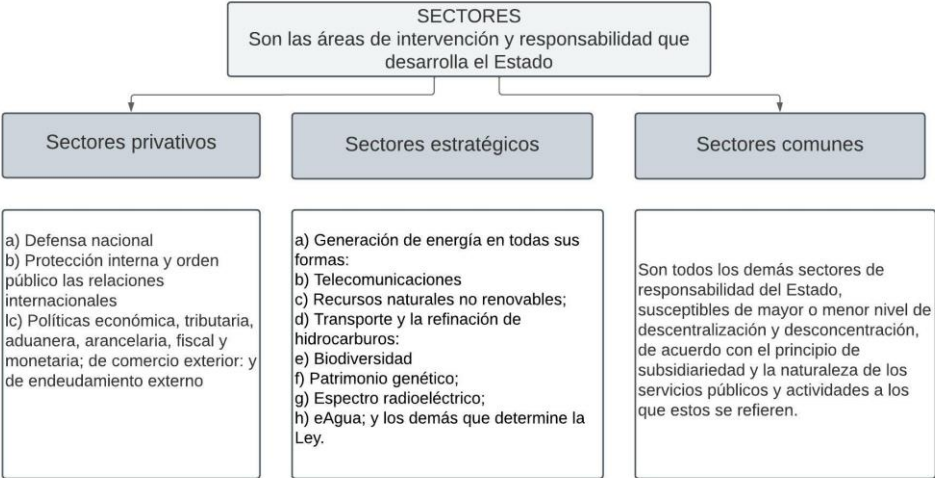 SECTORES
Son las áreas de intervención y responsabilidad que
desarrolla el Estado
Sectores privativos
Sectores estratégicos
Sectores comunes
a) Defensa nacional
b) Protección interna y orden
público las relaciones
internacionales
lc) Políticas económica, tributaria,
aduanera, arancelaria, fiscal y
monetaria; de comercio exterior: y
de endeudamiento externo
a) Generación de energía en todas sus
formas:
b) Telecomunicaciones
c) Recursos naturales no renovables;
d) Transporte y la refinación de
hidrocarburos:
e) Biodiversidad
f) Patrimonio genético;
g) Espectro radioeléctrico;
h) eAgua; y los demás que determine la
Ley.
Son todos los demás sectores de
responsabilidad del Estado,
susceptibles de mayor o menor nivel de
descentralización y desconcentración,
de acuerdo con el principio de
subsidiariedad y la naturaleza de los
servicios públicos y actividades a los
que estos se refieren.